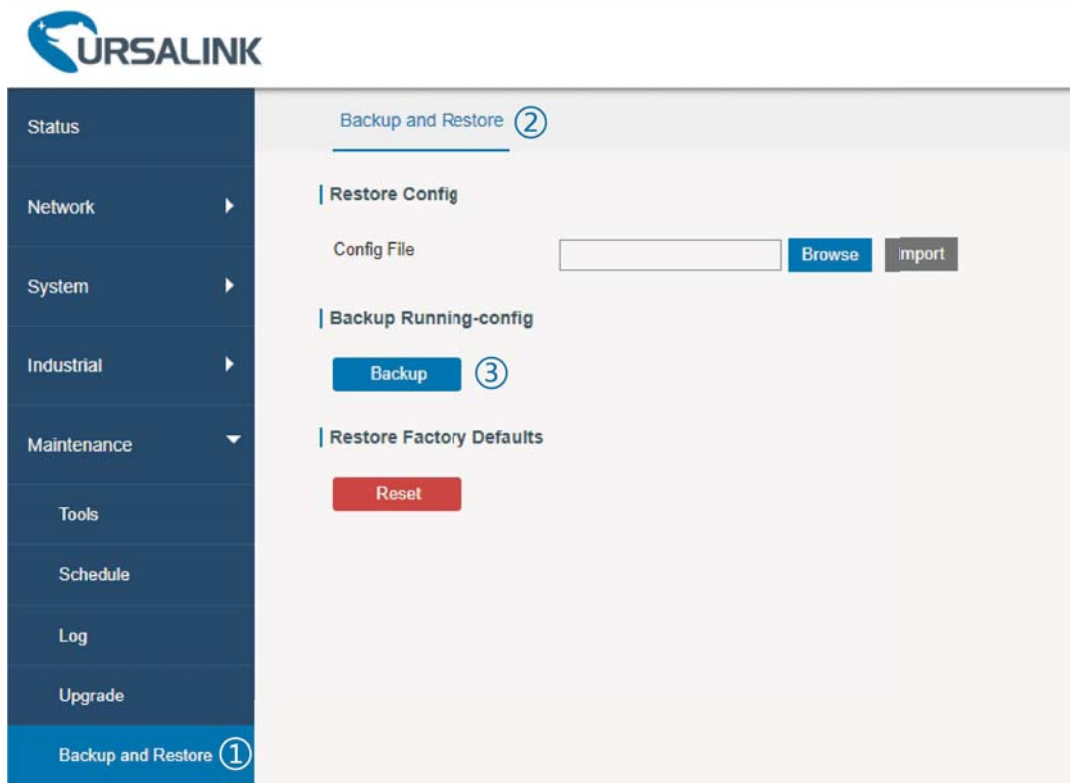 URSALINK
Status
Network
System
Industrial
Maintenance
Tools
Schedule
Log
Upgrade
Backup and Restore ①
Backup and Restore ②
Restore Config
Config File
Browse
Import
Backup Running-config
Backup ③
Restore Factory Defaults
Reset